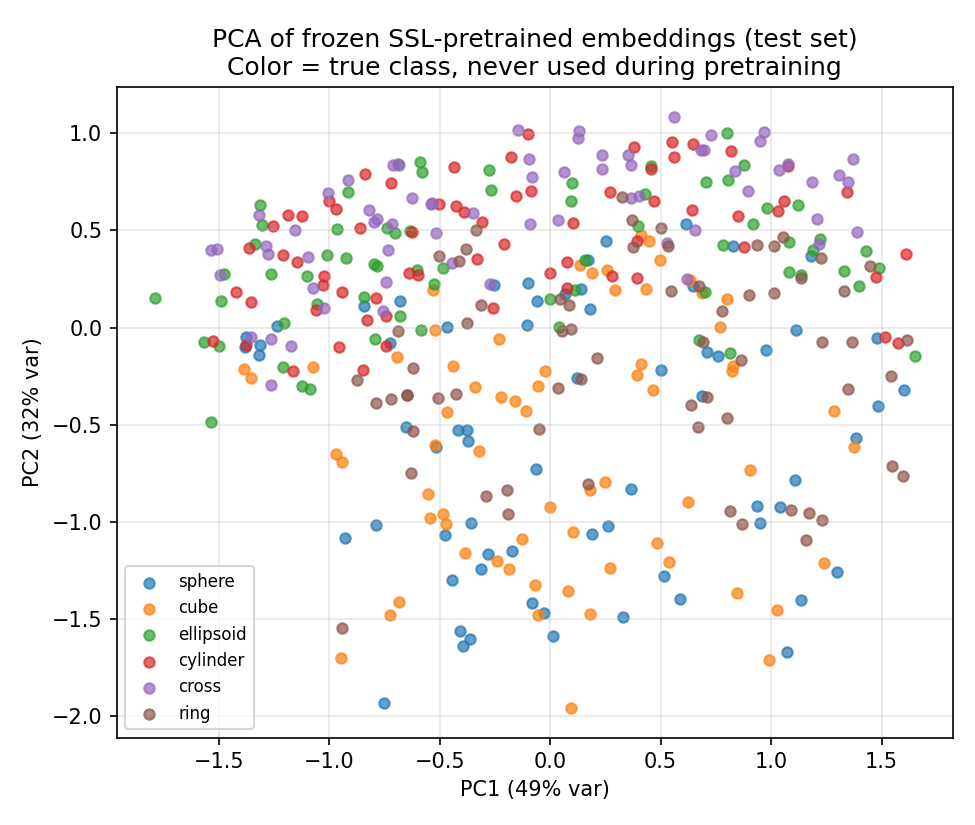 PCA of frozen SSL-pretrained embeddings (test set)
Color = true class, never used during pretraining
PC2 (32% var)
1.0
0.5
0.0
−0.5
−1.0
−1.5
−2.0
sphere
cube
ellipsoid
cylinder
cross
ring
−1.5
−1.0
−0.5
0.0
0.5
1.0
1.5
PC1 (49% var)